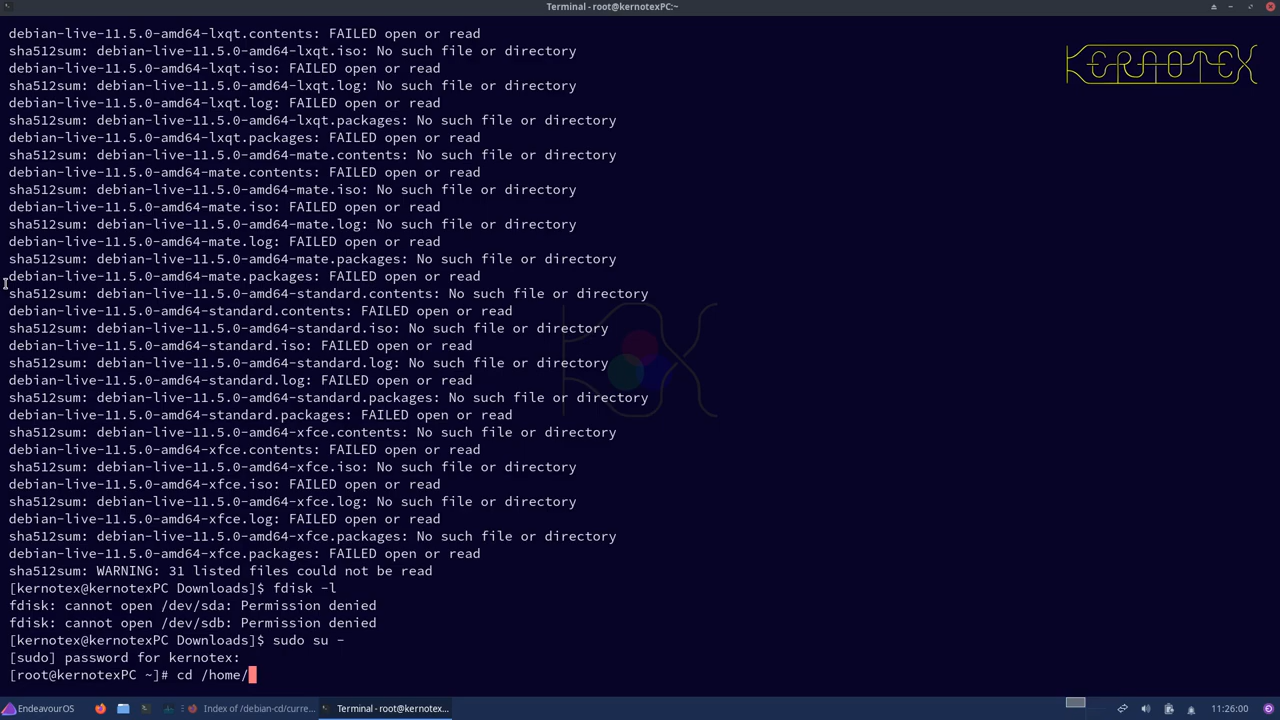 Terminal - root@kernotexPC:~
debian-live-11.5.0-amd64-lxqt.contents: FAILED open or read
sha512sum: debian-live-11.5.0-amd64-lxqt.iso: No such file or directory
debian-live-11.5.0-amd64-lxqt.iso: FAILED open or read
sha512sum: debian-live-11.5.0-amd64-lxqt.log: No such file or directory
debian-live-11.5.0-amd64-lxqt.log: FAILED open or read
sha512sum: debian-live-11.5.0-amd64-lxqt.packages: No such file or directory
debian-live-11.5.0-amd64-lxqt.packages: FAILED open or read
sha512sum: debian-live-11.5.0-amd64-mate.contents: No such file or directory
debian-live-11.5.0-amd64-mate.contents: FAILED open or read
sha512sum: debian-live-11.5.0-amd64-mate.iso: No such file or directory
debian-live-11.5.0-amd64-mate.iso: FAILED open or read
sha512sum: debian-live-11.5.0-amd64-mate.log: No such file or directory
debian-live-11.5.0-amd64-mate.log: FAILED open or read
sha512sum: debian-live-11.5.0-amd64-mate.packages: No such file or directory
debian-live-11.5.0-amd64-mate.packages: FAILED open or read
sha512sum: debian-live-11.5.0-amd64-standard.contents: No such file or directory
debian-live-11.5.0-amd64-standard.contents: FAILED open or read
sha512sum: debian-live-11.5.0-amd64-standard.iso: No such file or directory
debian-live-11.5.0-amd64-standard.iso: FAILED open or read
sha512sum: debian-live-11.5.0-amd64-standard.log: No such file or directory
debian-live-11.5.0-amd64-standard.log: FAILED open or read
sha512sum: debian-live-11.5.0-amd64-standard.packages: No such file or directory
debian-live-11.5.0-amd64-standard.packages: FAILED open or read
sha512sum: debian-live-11.5.0-amd64-xfce.contents: No such file or directory
debian-live-11.5.0-amd64-xfce.contents: FAILED open or read
sha512sum: debian-live-11.5.0-amd64-xfce.iso: No such file or directory
debian-live-11.5.0-amd64-xfce.iso: FAILED open or read
sha512sum: debian-live-11.5.0-amd64-xfce.log: No such file or directory
debian-live-11.5.0-amd64-xfce.log: FAILED open or read
sha512sum: debian-live-11.5.0-amd64-xfce.packages: No such file or directory
debian-live-11.5.0-amd64-xfce.packages: FAILED open or read
sha512sum: WARNING: 31 listed files could not be read
[kernotex@kernotexPC Downloads]$ fdisk -l
fdisk: cannot open /dev/sda: Permission denied
fdisk: cannot open /dev/sdb: Permission denied
[kernotex@kernotexPC Downloads]$ sudo su -
[sudo] password for kernotex:
[root@kernotexPC ~]# cd /home/
KERNOTEX
EndeavourOS
Index of /debian-cd/curre...
Terminal - root@kernotex...
11:26:00